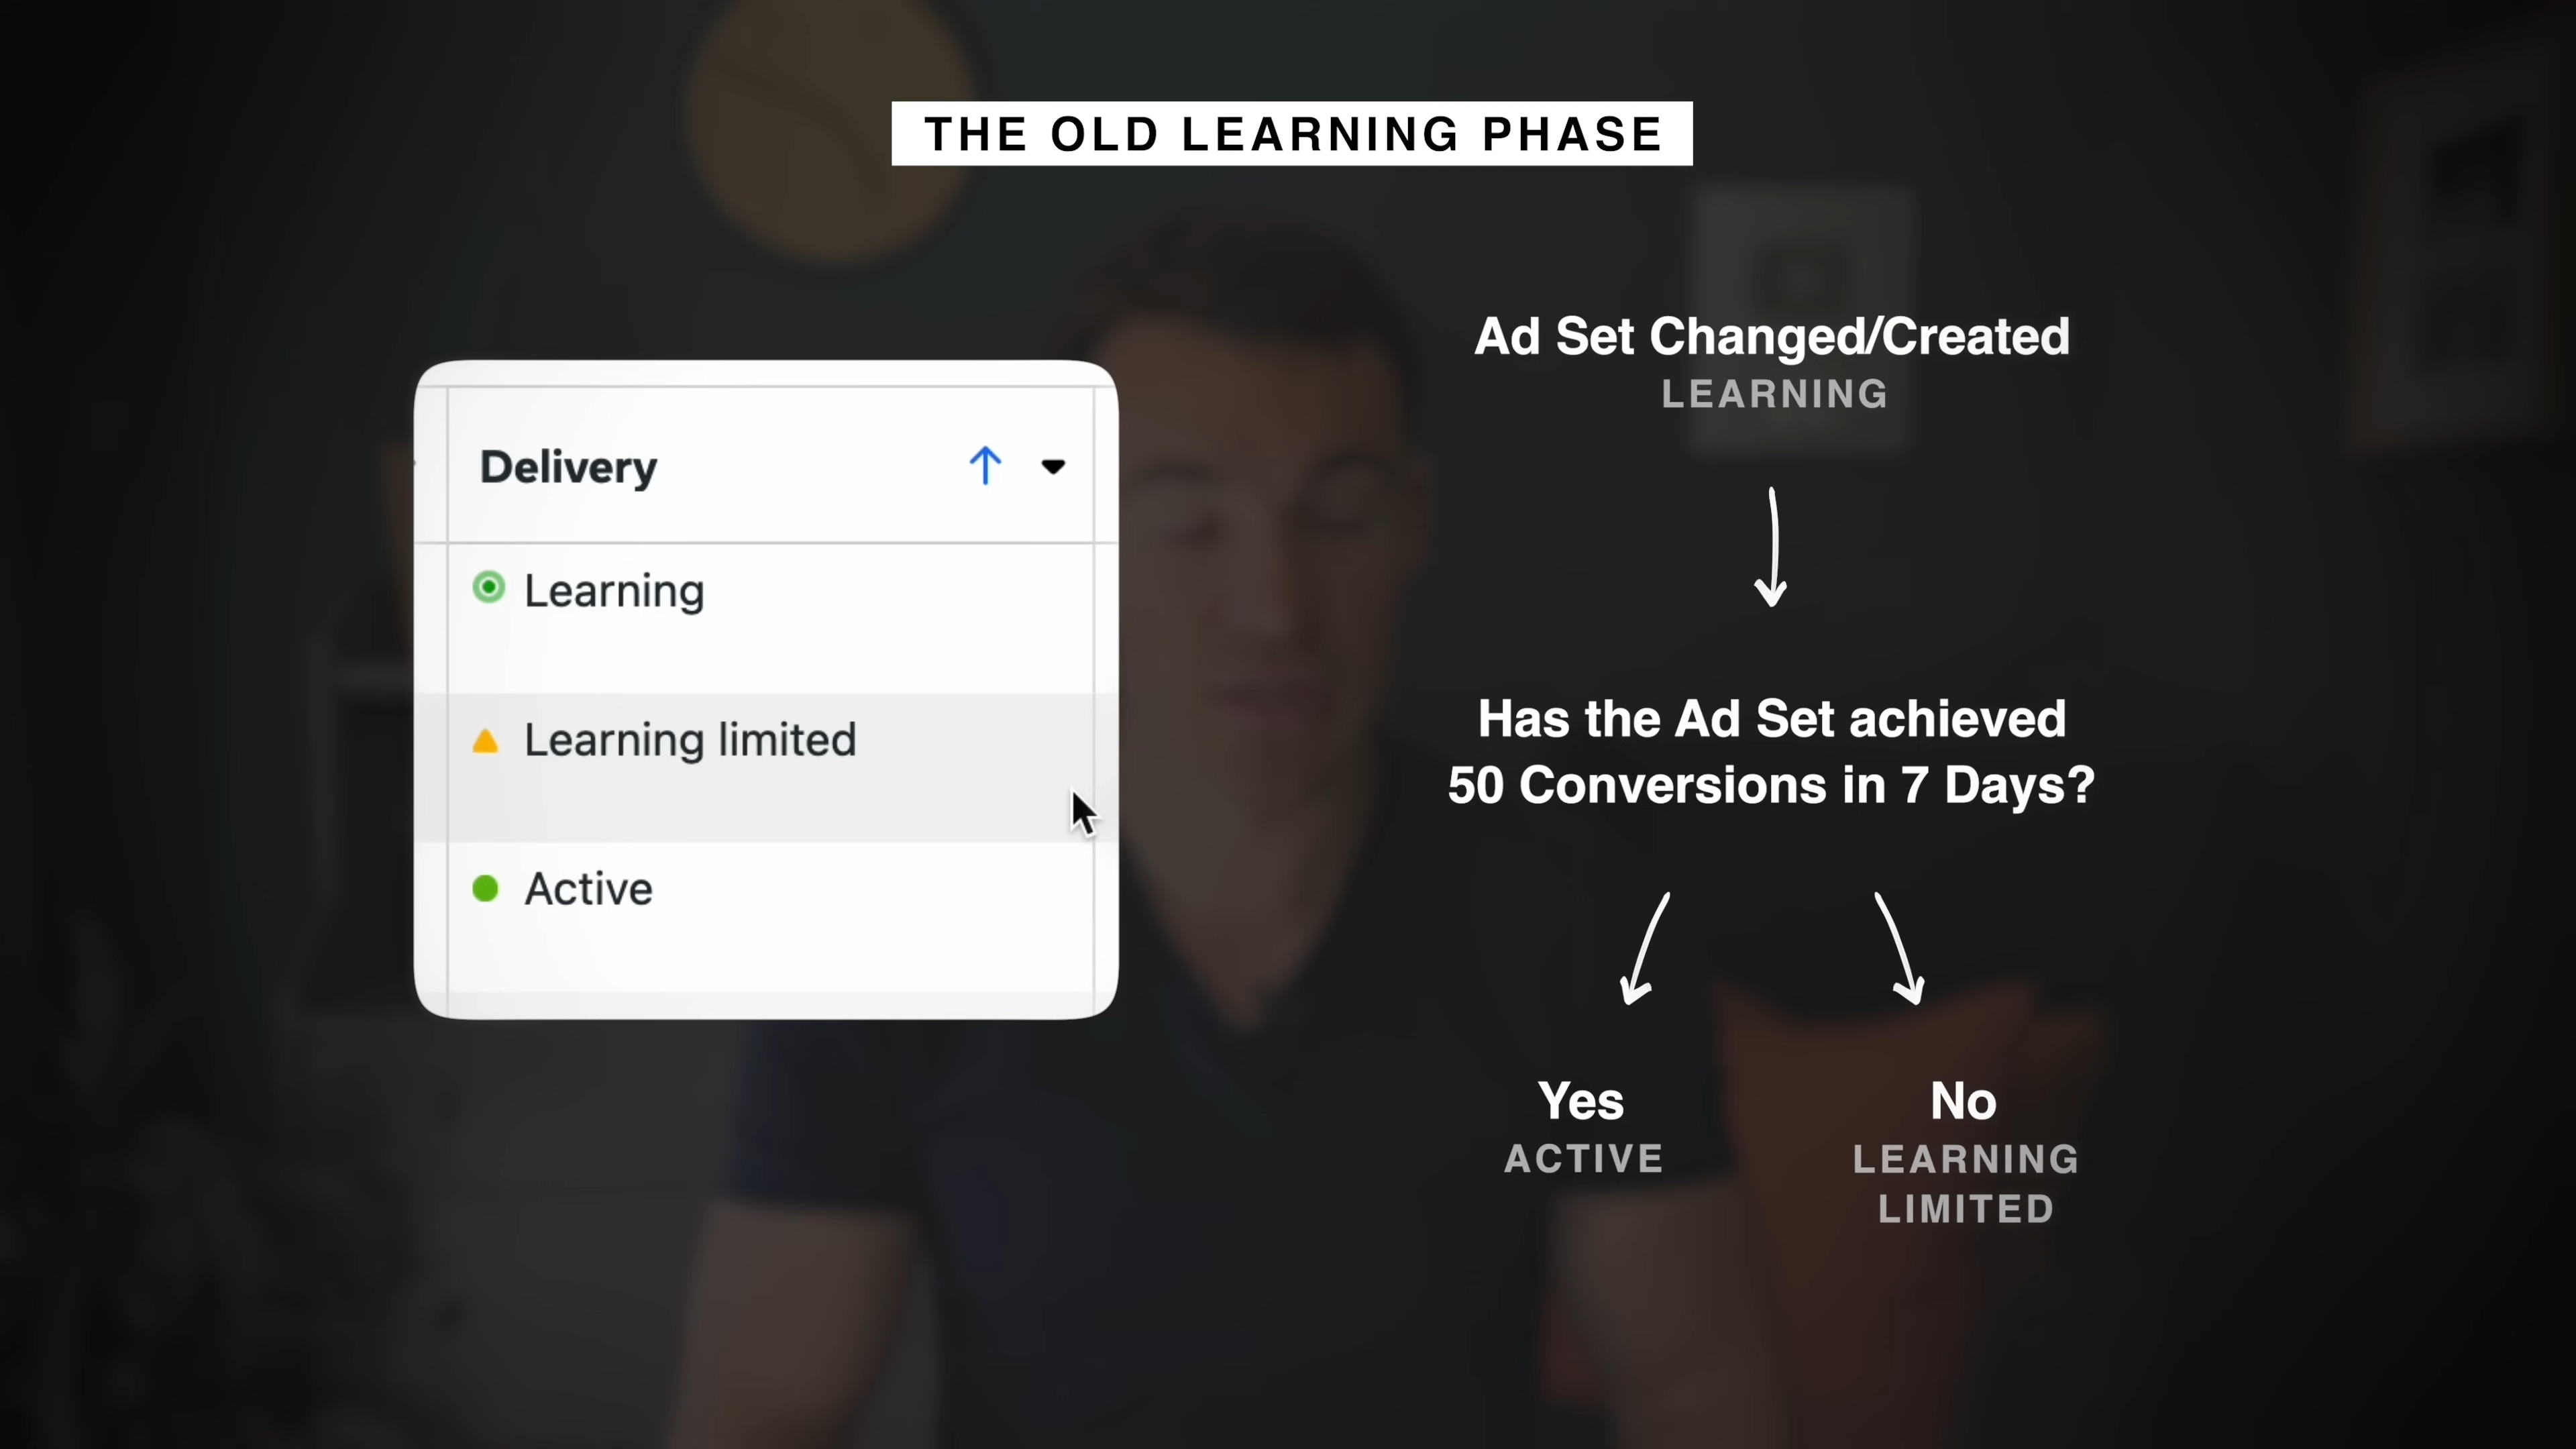 THE OLD LEARNING PHASE
Delivery
Learning
Learning limited
Active
Ad Set Changed/Created
LEARNING
Has the Ad Set achieved
50 Conversions in 7 Days?
Yes
ACTIVE
No
LEARNING
LIMITED